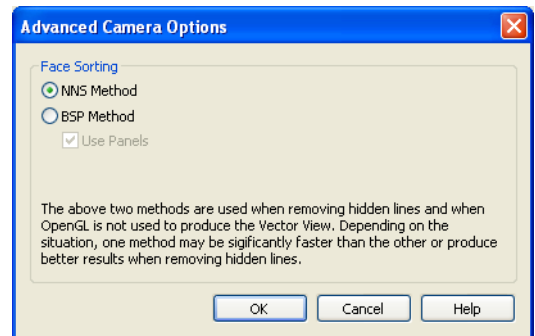 Advanced Camera Options
Face Sorting
NNS Method
BSP Method
Use Panels
The above two methods are used when removing hidden lines and when
OpenGL is not used to produce the Vector View. Depending on the
situation, one method may be sigificantly faster than the other or produce
better results when removing hidden lines.
OK Cancel Help